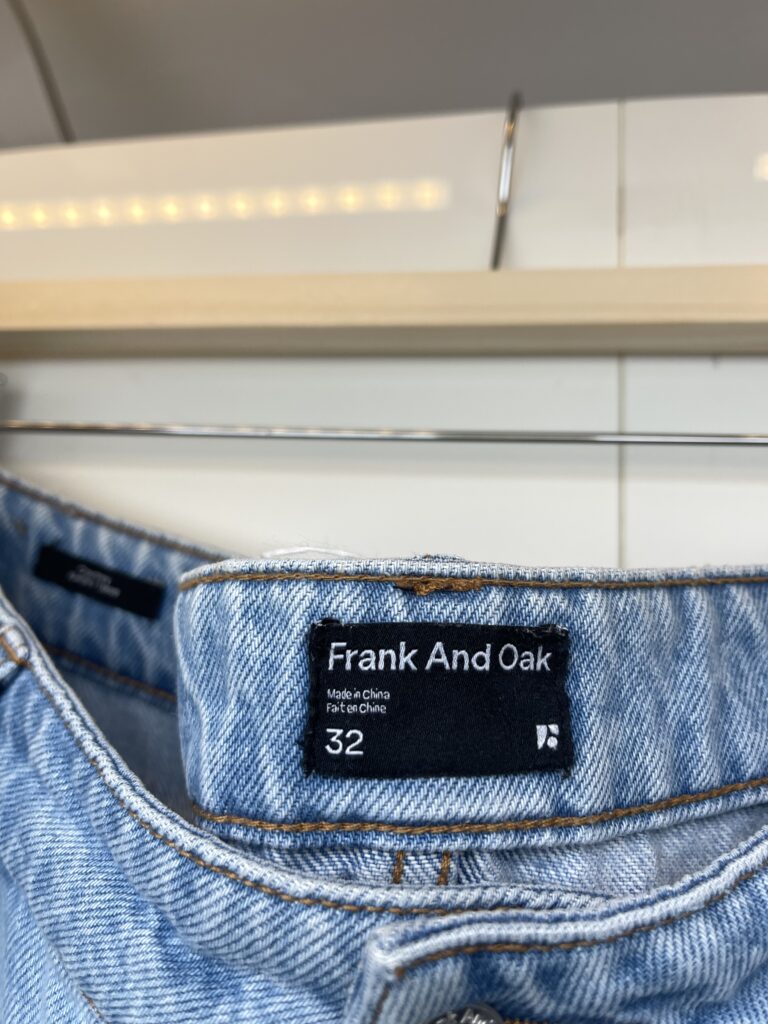 Frank And Oak
Made in China
Fait en Chine
32